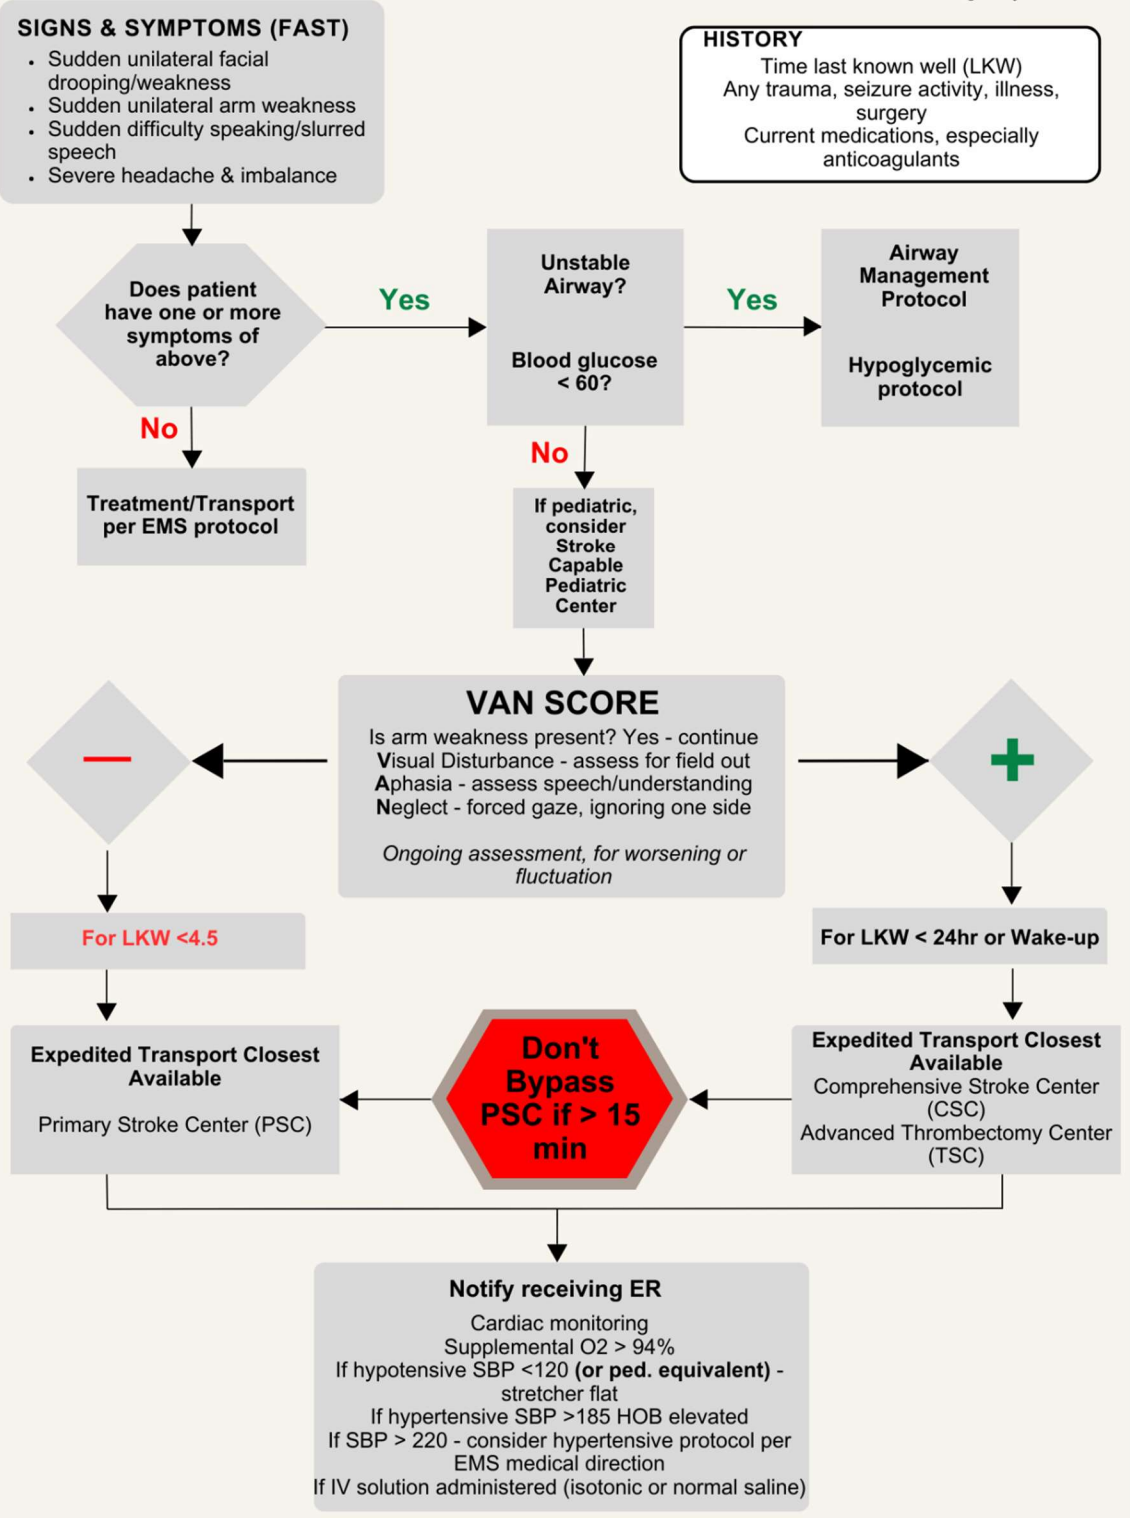 SIGNS & SYMPTOMS (FAST)
• Sudden unilateral facial
drooping/weakness
• Sudden unilateral arm weakness
• Sudden difficulty speaking/slurred
speech
• Severe headache & imbalance
HISTORY
Time last known well (LKW)
Any trauma, seizure activity, illness,
surgery
Current medications, especially
anticoagulants
Does patient
have one or more
symptoms of
above?
Yes
Unstable
Airway?
Blood glucose
< 60?
Yes
Airway
Management
Protocol
Hypoglycemic
protocol
No
Treatment/Transport
per EMS protocol
No
If pediatric,
consider
Stroke
Capable
Pediatric
Center
VAN SCORE
Is arm weakness present? Yes - continue
Visual Disturbance - assess for field out
Aphasia - assess speech/understanding
Neglect - forced gaze, ignoring one side
Ongoing assessment, for worsening or
fluctuation
—
+
For LKW <4.5
For LKW < 24hr or Wake-up
Expedited Transport Closest
Available
Primary Stroke Center (PSC)
Don't
Bypass
PSC if > 15
min
Expedited Transport Closest
Available
Comprehensive Stroke Center
(CSC)
Advanced Thrombectomy Center
(TSC)
Notify receiving ER
Cardiac monitoring
Supplemental O2 > 94%
If hypotensive SBP <120 (or ped. equivalent) -
stretcher flat
If hypertensive SBP >185 HOB elevated
If SBP > 220 - consider hypertensive protocol per
EMS medical direction
If IV solution administered (isotonic or normal saline)